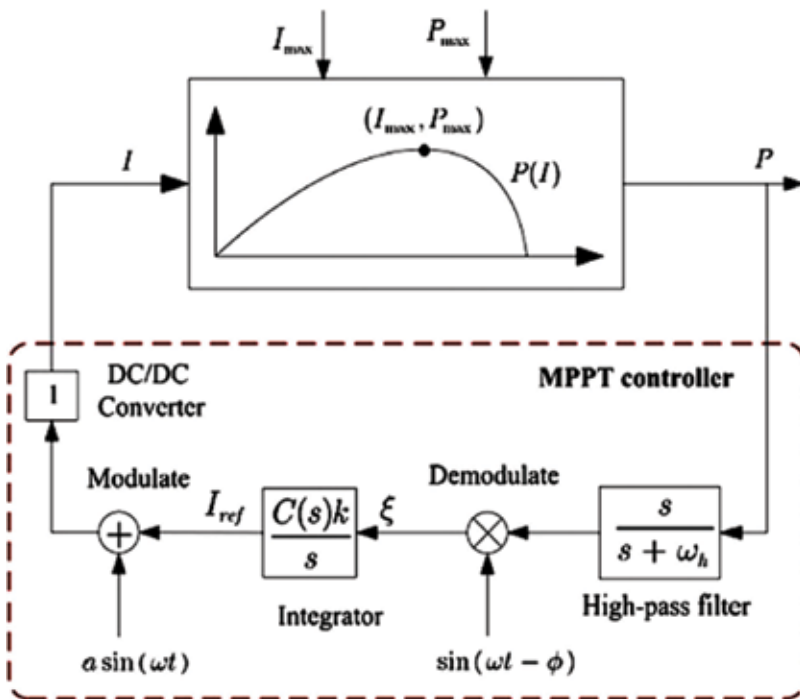 I_max P_max
(I_max, P_max)
I
P(I)
P
DC/DC
Converter
1
MPPT controller
Modulate
Demodulate
I_ref
C(s)k
s
ξ
s
s + ω_h
+
×
Integrator
High-pass filter
a sin(ωt)
sin(ωt − ϕ)